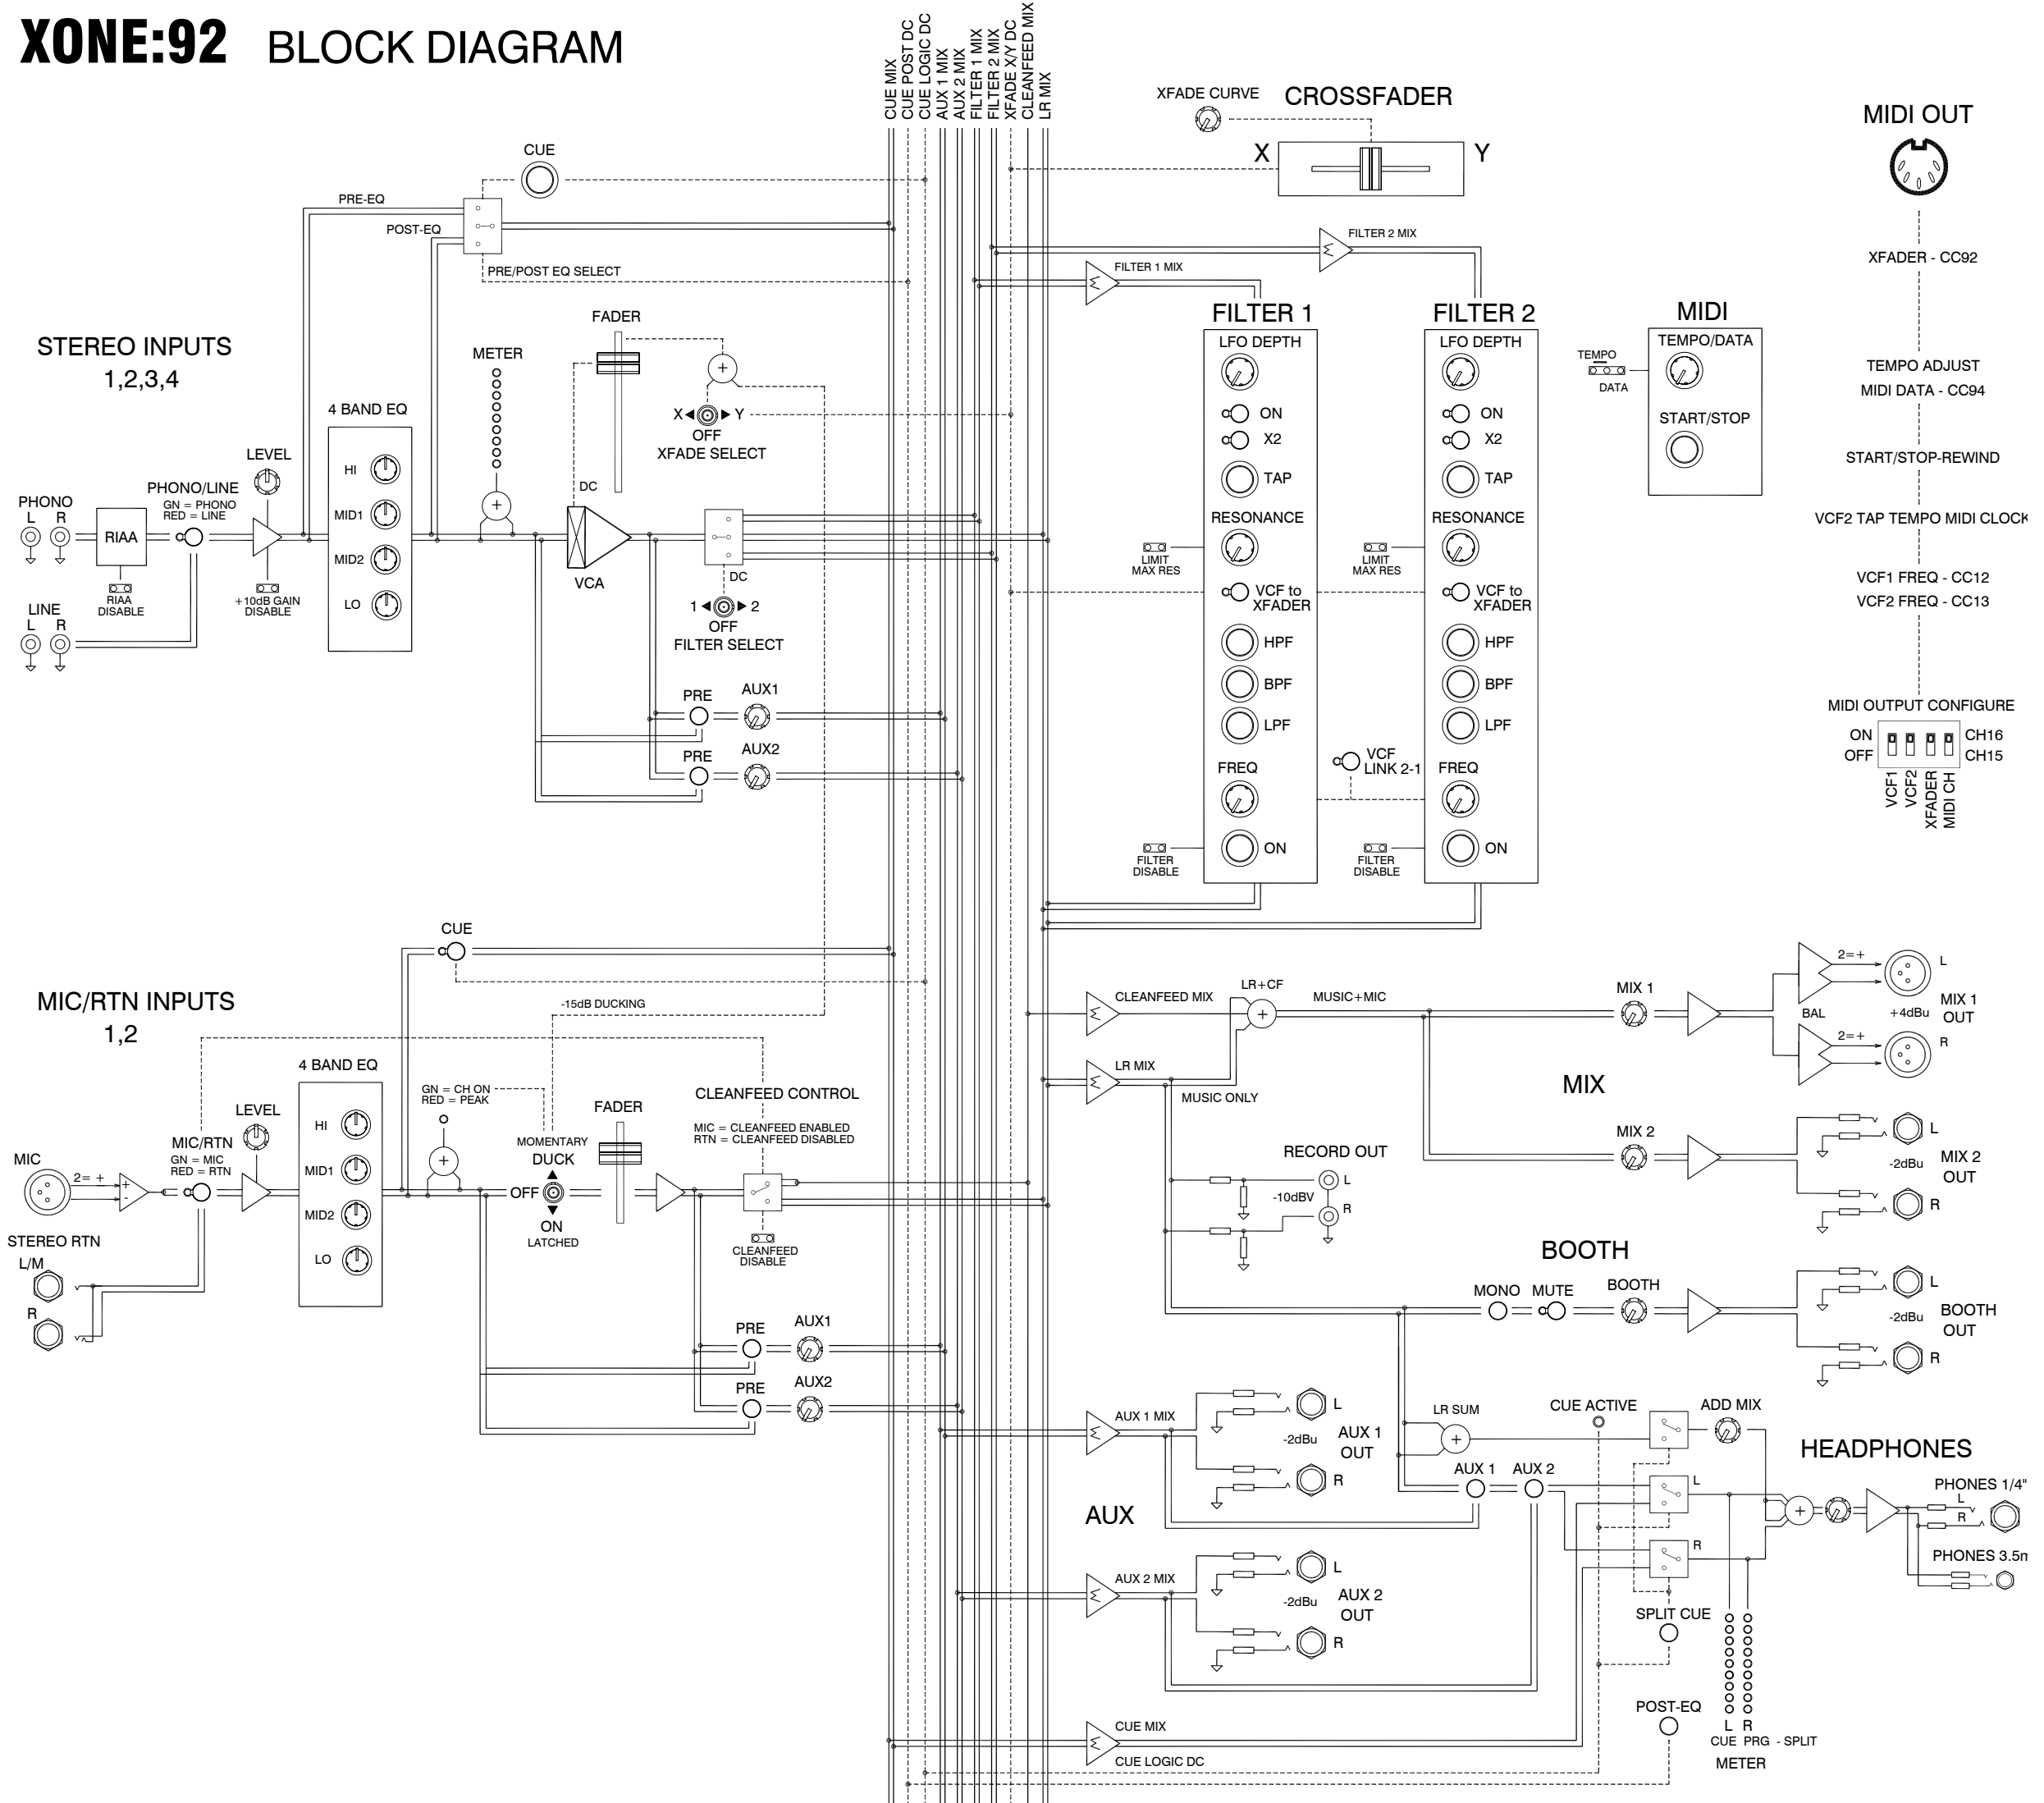 XONE:92 BLOCK DIAGRAM
CUE MIX
CUE POST DC
CUE LOGIC DC
AUX 1 MIX
AUX 2 MIX
FILTER 1 MIX
FILTER 2 MIX
XFADE X/Y DC
CLEANFEED MIX
LR MIX
XFADE CURVE
CROSSFADER
X
Y
MIDI OUT
XFADER - CC92
TEMPO ADJUST
MIDI DATA - CC94
START/STOP-REWIND
VCF2 TAP TEMPO MIDI CLOCK
VCF1 FREQ - CC12
VCF2 FREQ - CC13
MIDI OUTPUT CONFIGURE
ON
OFF
CH16
CH15
VCF1
VCF2
XFADER
MIDI CH
CUE
PRE-EQ
POST-EQ
PRE/POST EQ SELECT
STEREO INPUTS
1,2,3,4
PHONO
L R
RIAA
RIAA
DISABLE
LINE
L R
PHONO/LINE
GN = PHONO
RED = LINE
LEVEL
+10dB GAIN
DISABLE
4 BAND EQ
HI
MID1
MID2
LO
METER
+
FADER
DC
VCA
+
X Y
OFF
XFADE SELECT
DC
1 2
OFF
FILTER SELECT
PRE
AUX1
PRE
AUX2
FILTER 1 MIX
FILTER 2 MIX
FILTER 1
LFO DEPTH
ON
X2
TAP
RESONANCE
LIMIT
MAX RES
VCF to
XFADER
HPF
BPF
LPF
FREQ
ON
FILTER
DISABLE
VCF
LINK 2-1
FILTER 2
LFO DEPTH
ON
X2
TAP
RESONANCE
LIMIT
MAX RES
VCF to
XFADER
HPF
BPF
LPF
FREQ
ON
FILTER
DISABLE
MIDI
TEMPO/DATA
START/STOP
TEMPO
DATA
MIC/RTN INPUTS
1,2
CUE
-15dB DUCKING
MIC
2= +
+
-
STEREO RTN
L/M
R
MIC/RTN
GN = MIC
RED = RTN
LEVEL
4 BAND EQ
HI
MID1
MID2
LO
GN = CH ON
RED = PEAK
+
MOMENTARY
DUCK
OFF
ON
LATCHED
FADER
CLEANFEED CONTROL
MIC = CLEANFEED ENABLED
RTN = CLEANFEED DISABLED
CLEANFEED
DISABLE
PRE
AUX1
PRE
AUX2
CLEANFEED MIX
LR+CF
+
MUSIC+MIC
LR MIX
MUSIC ONLY
MIX 1
BAL
2=+
L
2=+
R
+4dBu
MIX 1
OUT
MIX
MIX 2
L
-2dBu
R
MIX 2
OUT
RECORD OUT
L
-10dBV
R
BOOTH
MONO
MUTE
BOOTH
L
-2dBu
R
BOOTH
OUT
AUX 1 MIX
L
-2dBu
R
AUX 1
OUT
AUX
AUX 2 MIX
L
-2dBu
R
AUX 2
OUT
LR SUM
+
AUX 1
AUX 2
CUE ACTIVE
ADD MIX
L
R
HEADPHONES
+
PHONES 1/4"
L
R
PHONES 3.5
SPLIT CUE
POST-EQ
L R
CUE PRG - SPLIT
METER
CUE MIX
CUE LOGIC DC